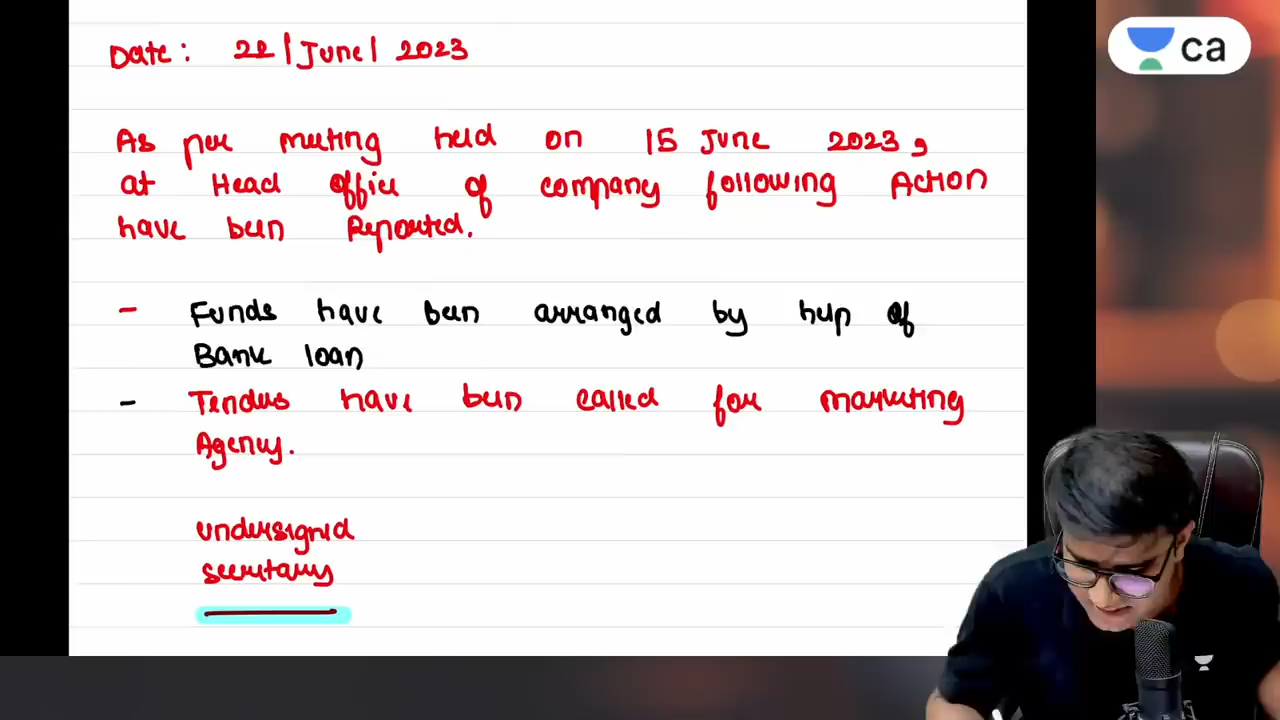 ca
Date: 22 | June | 2023
As per meeting held on 15 June 2023,
at Head office of company following Action
have been Reported.
- Funds have been arranged by help of
Bank loan
- Tenders have been called for marketing
Agency.
undersigned
secretary